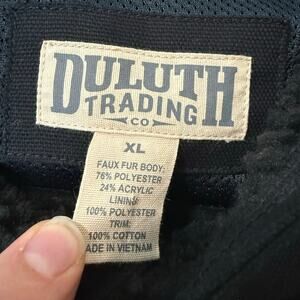 DULUTH
TRADING
CO
XL
FAUX FUR BODY:
76% POLYESTER
24% ACRYLIC
LINING:
100% POLYESTER
TRIM:
100% COTTON
MADE IN VIETNAM